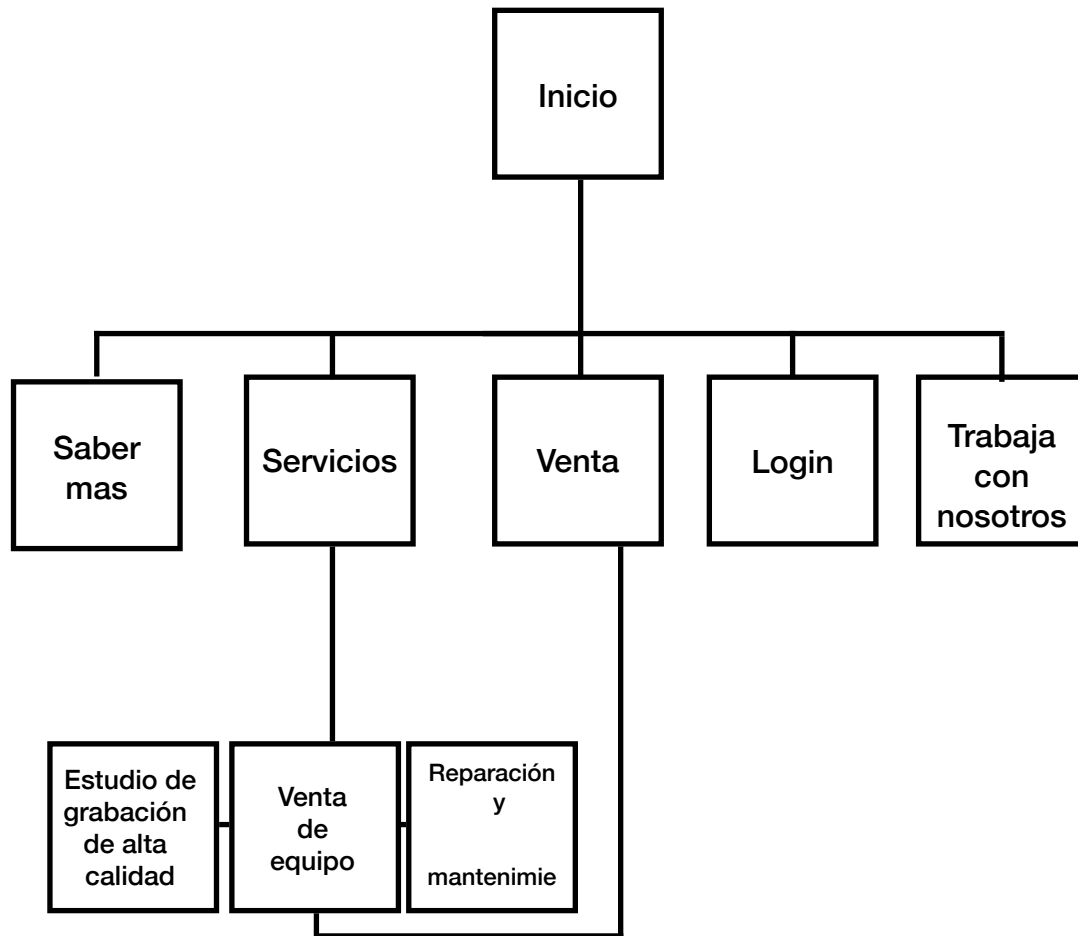 Inicio
Saber
mas
Servicios
Venta
Login
Trabaja
con
nosotros
Estudio de
grabación
de alta
calidad
Venta
de
equipo
Reparación
y
mantenimie